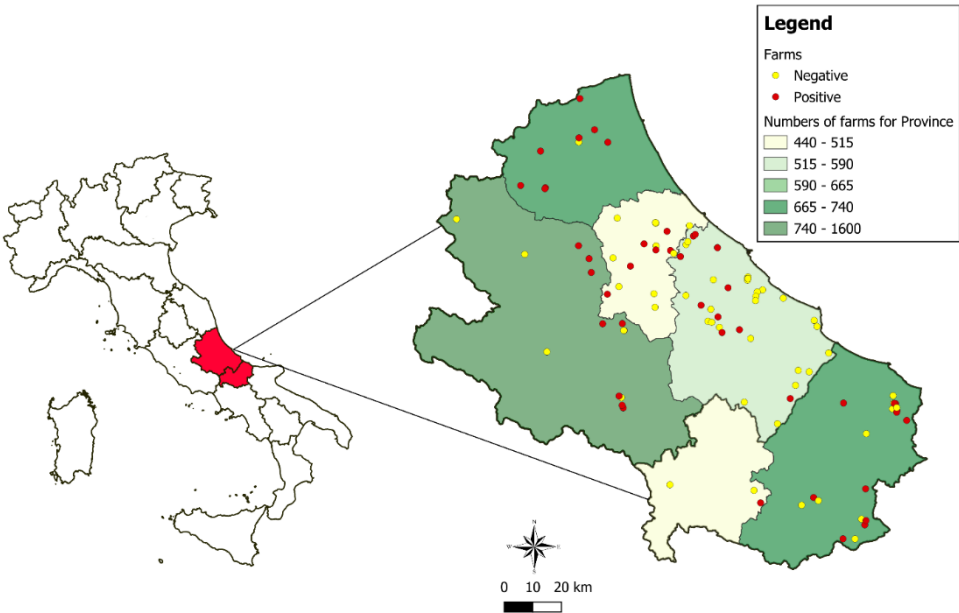 Legend
Farms
Negative
Positive
Numbers of farms for Province
440 - 515
515 - 590
590 - 665
665 - 740
740 - 1600
N
W
E
S
0 10 20 km